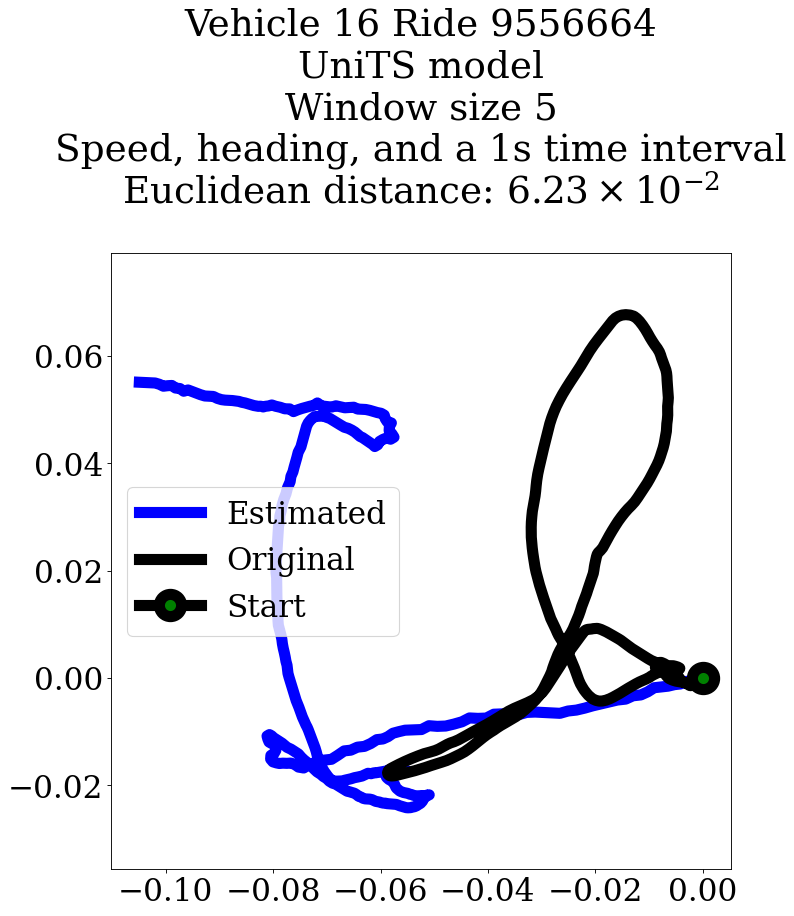 Vehicle 16 Ride 9556664
UniTS model
Window size 5
Speed, heading, and a 1s time interval
Euclidean distance: 6.23 × 10⁻²
0.06
0.04
0.02
0.00
−0.02
Estimated
Original
Start
−0.10 −0.08 −0.06 −0.04 −0.02 0.00